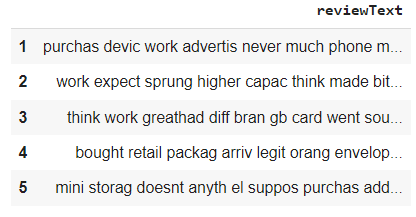 reviewText
1 purchas devic work advertis never much phone m...
2 work expect sprung higher capac think made bit...
3 think work greathad diff bran gb card went sou...
4 bought retail packag arriv legit orang envelop...
5 mini storag doesnt anyth el suppos purchas add...